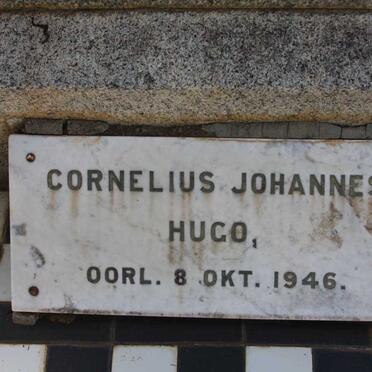 CORNELIUS JOHANNES
HUGO,
OORL. 8 OKT. 1946.